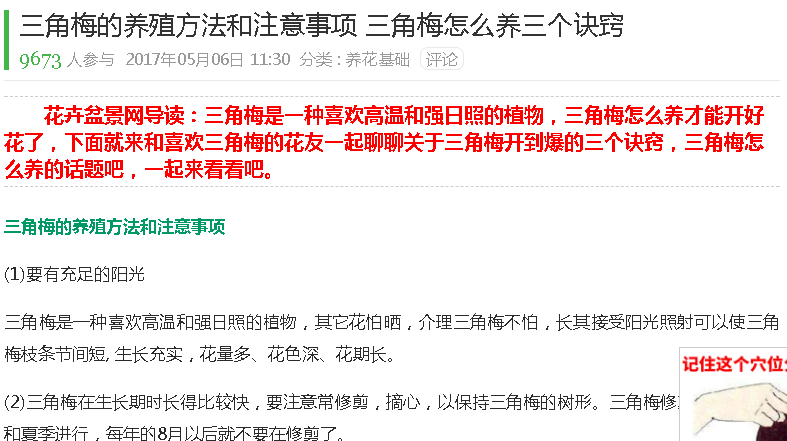 三角梅的养殖方法和注意事项 三角梅怎么养三个诀窍
9673 人参与 2017年05月06日 11:30 分类 : 养花基础 评论
花卉盆景网导读：三角梅是一种喜欢高温和强日照的植物，三角梅怎么养才能开好
花了，下面就来和喜欢三角梅的花友一起聊聊关于三角梅开到爆的三个诀窍，三角梅怎
么养的话题吧，一起来看看吧。
三角梅的养殖方法和注意事项
(1)要有充足的阳光
三角梅是一种喜欢高温和强日照的植物，其它花怕晒，介理三角梅不怕，长其接受阳光照射可以使三角
梅枝条节间短, 生长充实，花量多、花色深、花期长。
记住这个穴位
(2)三角梅在生长期时长得比较快，要注意常修剪，摘心，以保持三角梅的树形。三角梅修
和夏季进行，每年的8月以后就不要在修剪了。